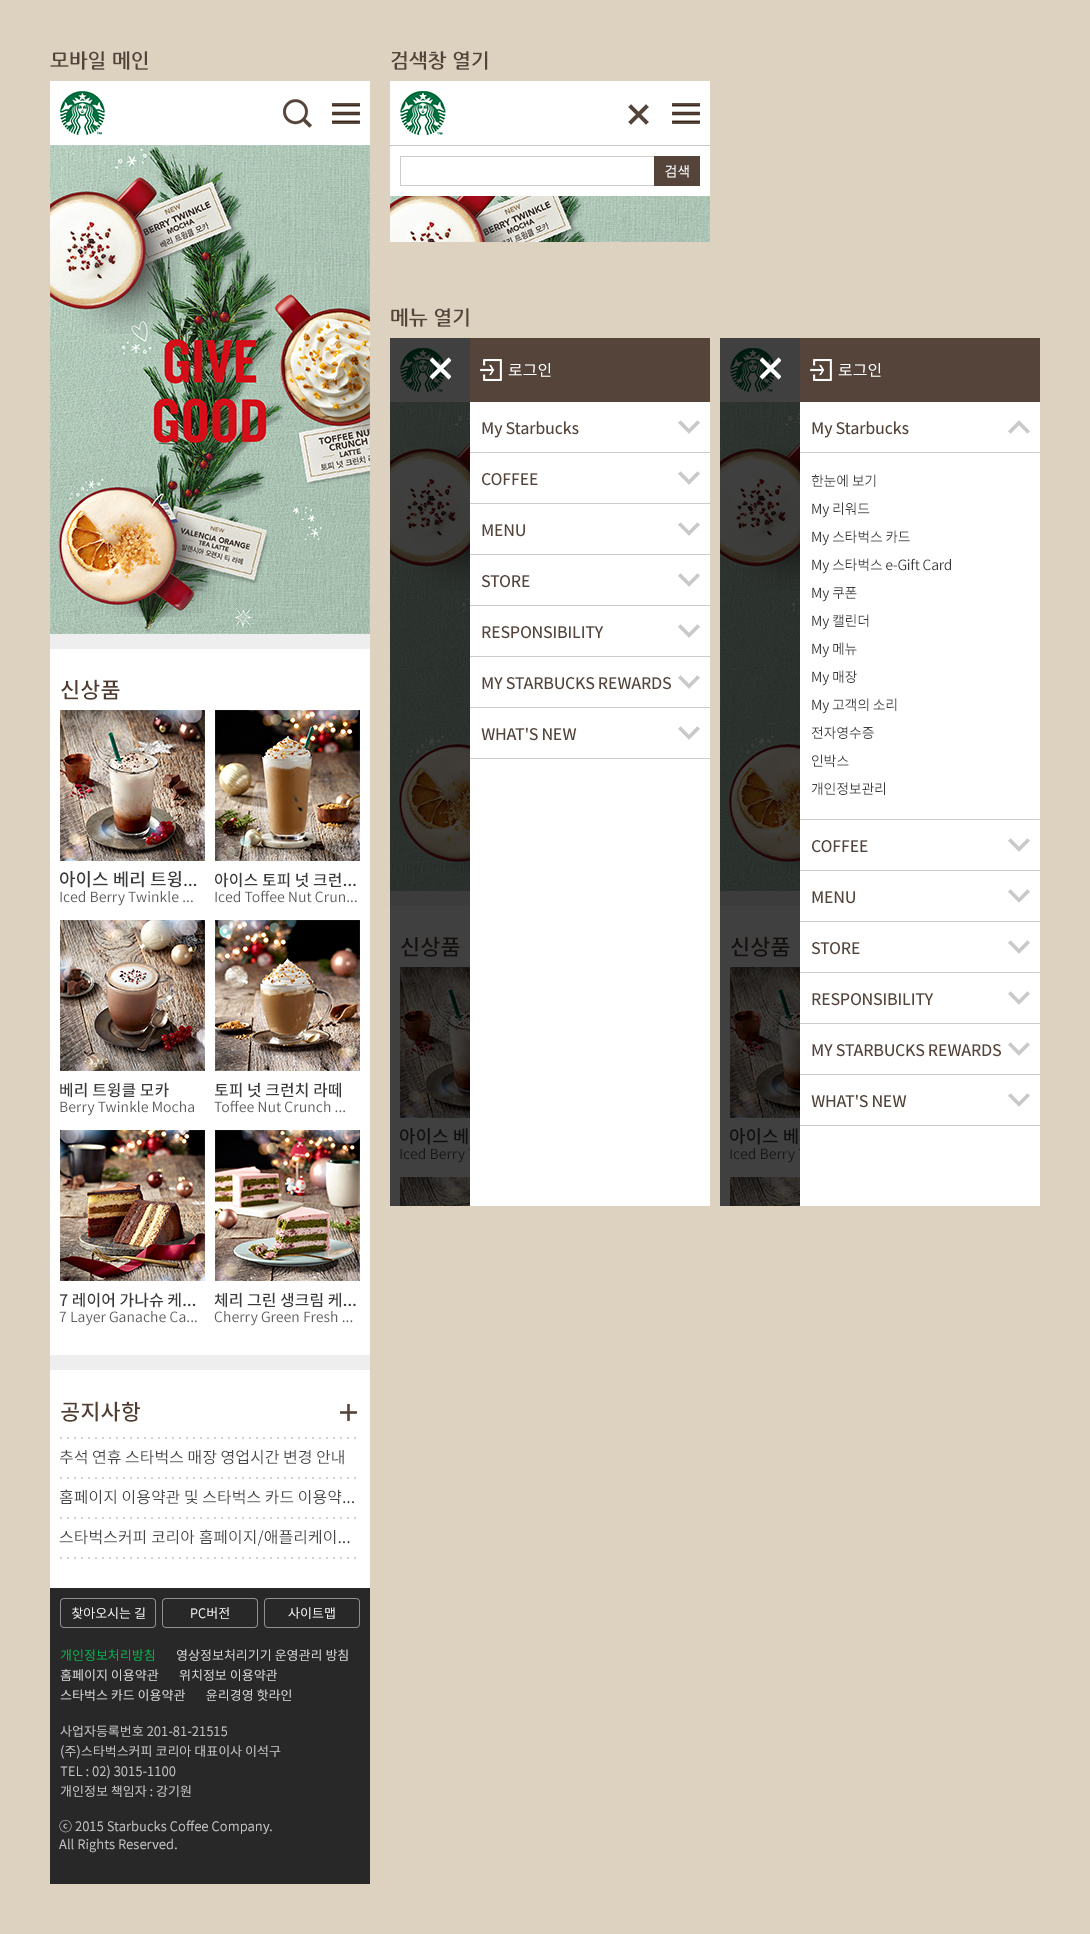 모바일 메인
검색창 열기
검색
NEW
BERRY TWINKLE
MOCHA
베리 트윙클 모카
GIVE
GOOD
TOFFEE NUT
CRUNCH
LATTE
토피 넛 크런치 라
NEW
VALENCIA ORANGE
TEA LATTE
발렌시아 오렌지 티 라떼
신상품
아이스 베리 트윙...
Iced Berry Twinkle ...
아이스 토피 넛 크런...
Iced Toffee Nut Crun...
베리 트윙클 모카
Berry Twinkle Mocha
토피 넛 크런치 라떼
Toffee Nut Crunch ...
7 레이어 가나슈 케...
7 Layer Ganache Ca...
체리 그린 생크림 케...
Cherry Green Fresh ...
공지사항
추석 연휴 스타벅스 매장 영업시간 변경 안내
홈페이지 이용약관 및 스타벅스 카드 이용약...
스타벅스커피 코리아 홈페이지/애플리케이...
찾아오시는 길
PC버전
사이트맵
개인정보처리방침 영상정보처리기기 운영관리 방침
홈페이지 이용약관 위치정보 이용약관
스타벅스 카드 이용약관 윤리경영 핫라인
사업자등록번호 201-81-21515
(주)스타벅스커피 코리아 대표이사 이석구
TEL : 02) 3015-1100
개인정보 책임자 : 강기원
ⓒ 2015 Starbucks Coffee Company.
All Rights Reserved.
BERRY TWINKLE
MOCHA
메뉴 열기
로그인
My Starbucks
COFFEE
MENU
STORE
RESPONSIBILITY
MY STARBUCKS REWARDS
WHAT'S NEW
신상품
아이스 베
Iced Berry
로그인
My Starbucks
한눈에 보기
My 리워드
My 스타벅스 카드
My 스타벅스 e-Gift Card
My 쿠폰
My 캘린더
My 메뉴
My 매장
My 고객의 소리
전자영수증
인박스
개인정보관리
COFFEE
MENU
STORE
RESPONSIBILITY
MY STARBUCKS REWARDS
WHAT'S NEW
신상품
아이스 베
Iced Berry